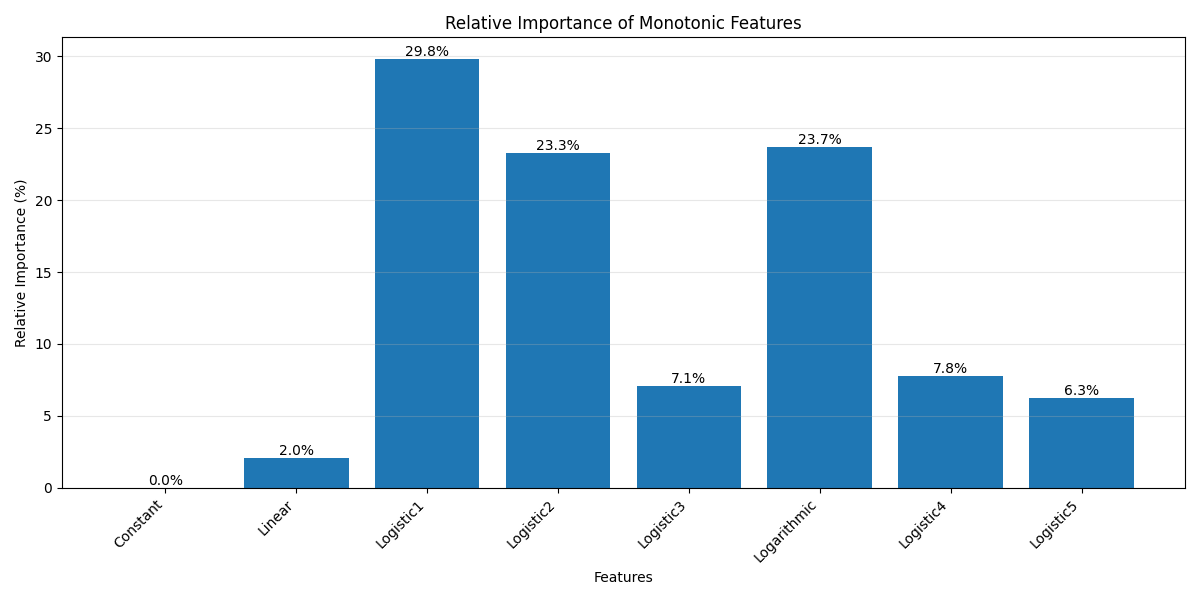 Relative Importance of Monotonic Features
Relative Importance (%)
30
25
20
15
10
5
0
0.0%
2.0%
29.8%
23.3%
7.1%
23.7%
7.8%
6.3%
Constant
Linear
Logistic1
Logistic2
Logistic3
Logarithmic
Logistic4
Logistic5
Features